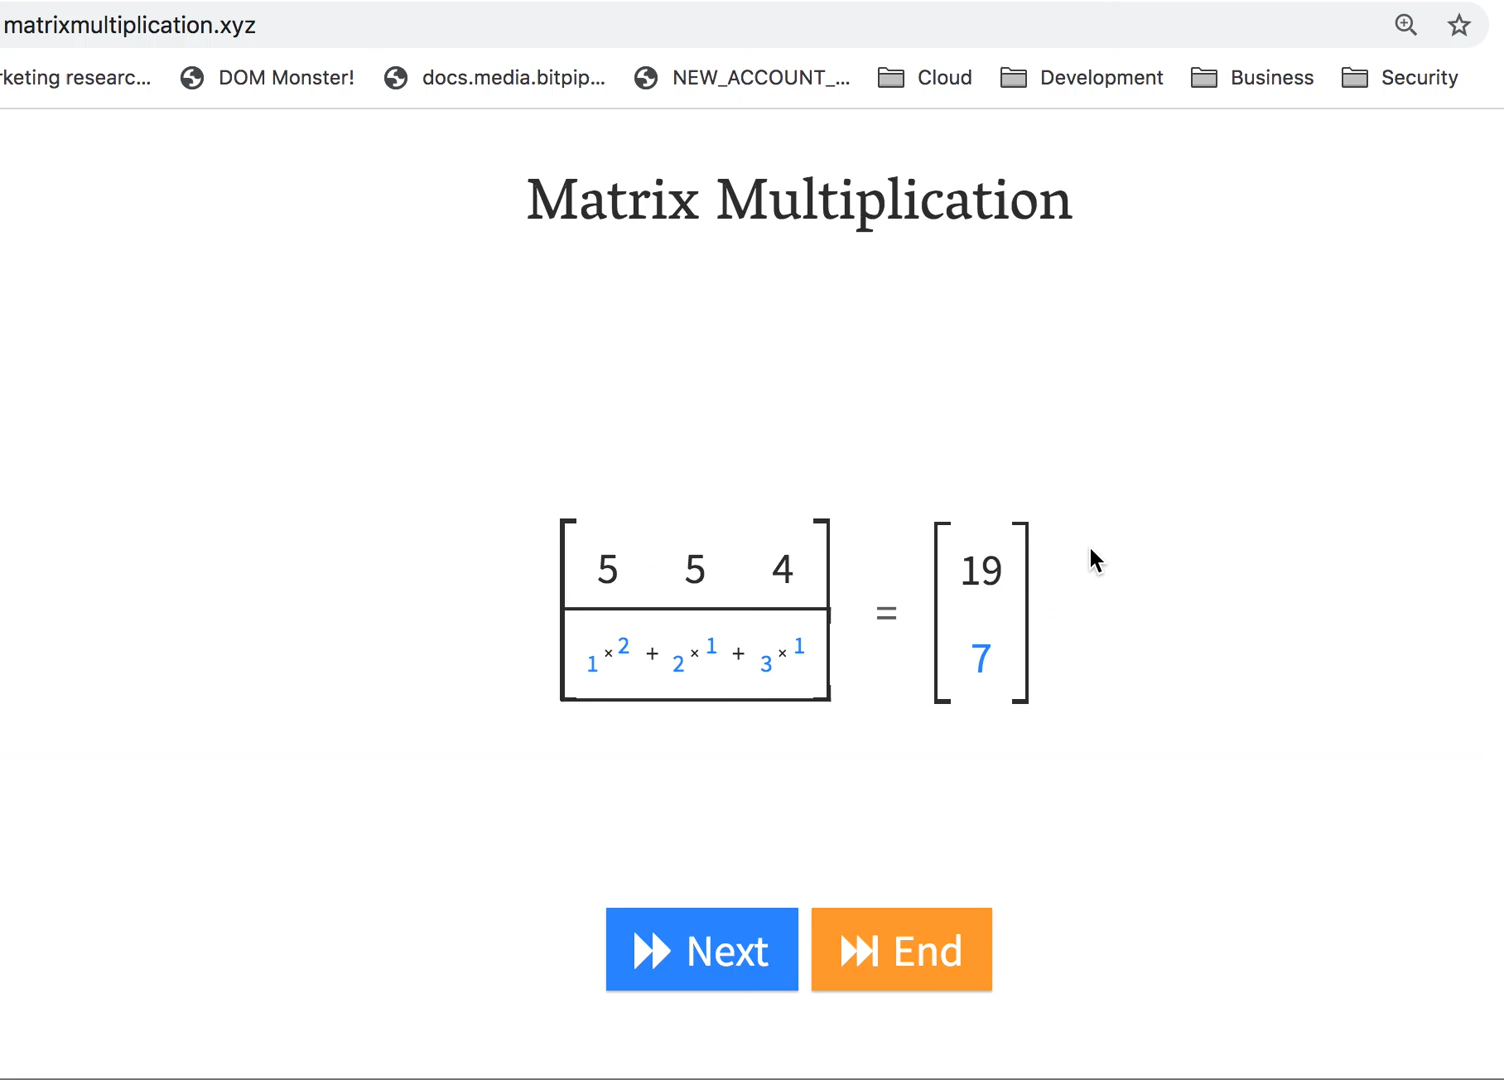 matrixmultiplication.xyz
keting researc... DOM Monster! docs.media.bitpip... NEW_ACCOUNT_... Cloud Development Business Security
Matrix Multiplication
5 5 4 19
=
1 × 2 + 2 × 1 + 3 × 1 7
Next End